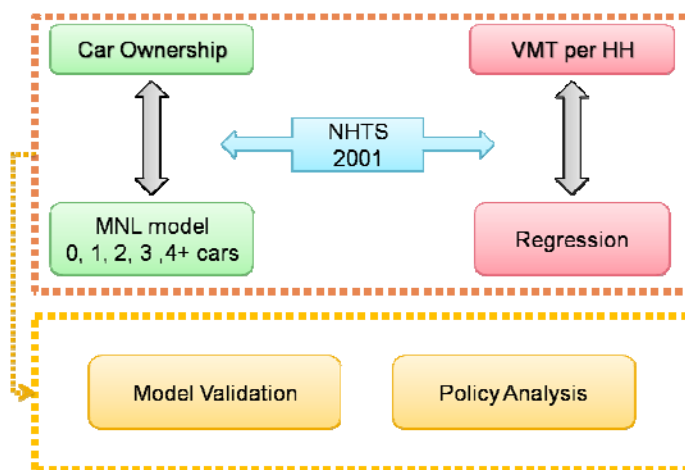 Car Ownership
VMT per HH
NHTS
2001
MNL model
0, 1, 2, 3 ,4+ cars
Regression
Model Validation
Policy Analysis